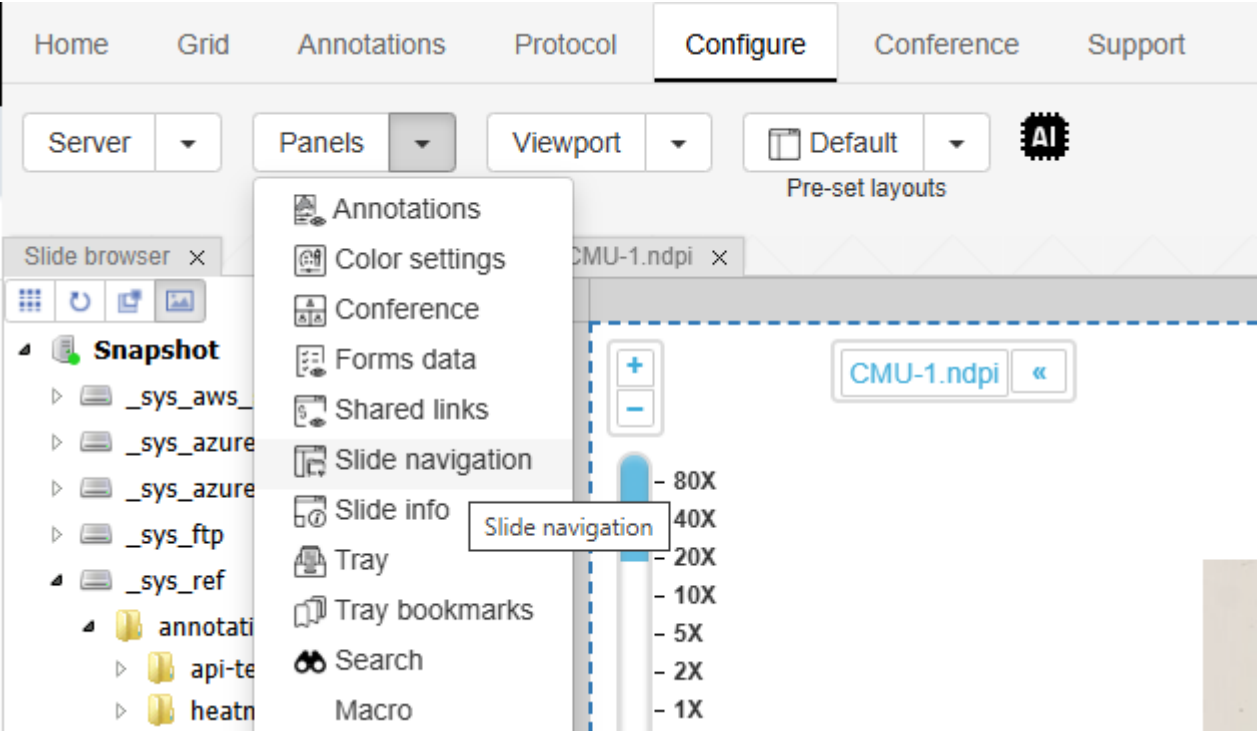 Home Grid Annotations Protocol Configure Conference Support
Server Panels Viewport Default AI
Pre-set layouts
Slide browser × CMU-1.ndpi ×
Annotations
Color settings
Conference
Forms data
Shared links
Slide navigation
Slide info
Tray
Tray bookmarks
Search
Macro
Slide navigation
Snapshot
_sys_aws_
_sys_azure
_sys_azure
_sys_ftp
_sys_ref
annotati
api-te
+
−
CMU-1.ndpi «
80X
40X
20X
10X
5X
2X
1X